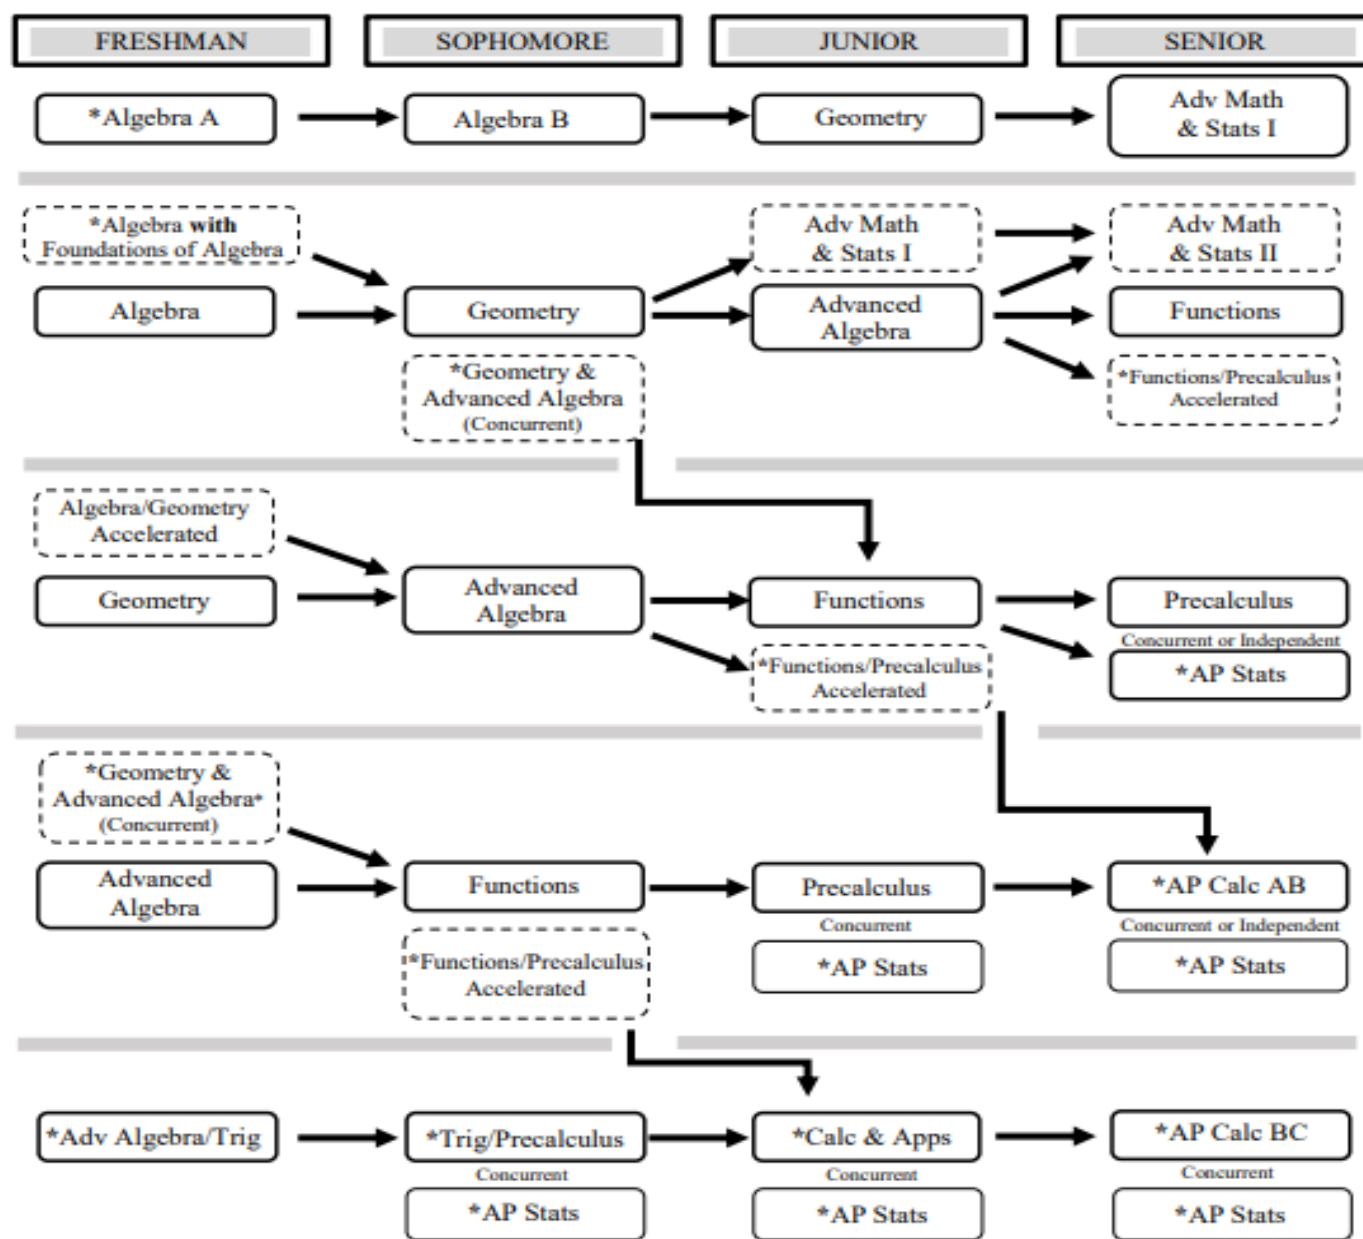 FRESHMAN
SOPHOMORE
JUNIOR
SENIOR
*Algebra A
Algebra B
Geometry
Adv Math
& Stats I
*Algebra with
Foundations of Algebra
Algebra
Geometry
*Geometry &
Advanced Algebra
(Concurrent)
Adv Math
& Stats I
Advanced
Algebra
Adv Math
& Stats II
Functions
*Functions/Precalculus
Accelerated
Algebra/Geometry
Accelerated
Geometry
Advanced
Algebra
Functions
*Functions/Precalculus
Accelerated
Precalculus
Concurrent or Independent
*AP Stats
*Geometry &
Advanced Algebra*
(Concurrent)
Advanced
Algebra
Functions
*Functions/Precalculus
Accelerated
Precalculus
Concurrent
*AP Stats
*AP Calc AB
Concurrent or Independent
*AP Stats
*Adv Algebra/Trig
*Trig/Precalculus
Concurrent
*AP Stats
*Calc & Apps
Concurrent
*AP Stats
*AP Calc BC
Concurrent
*AP Stats